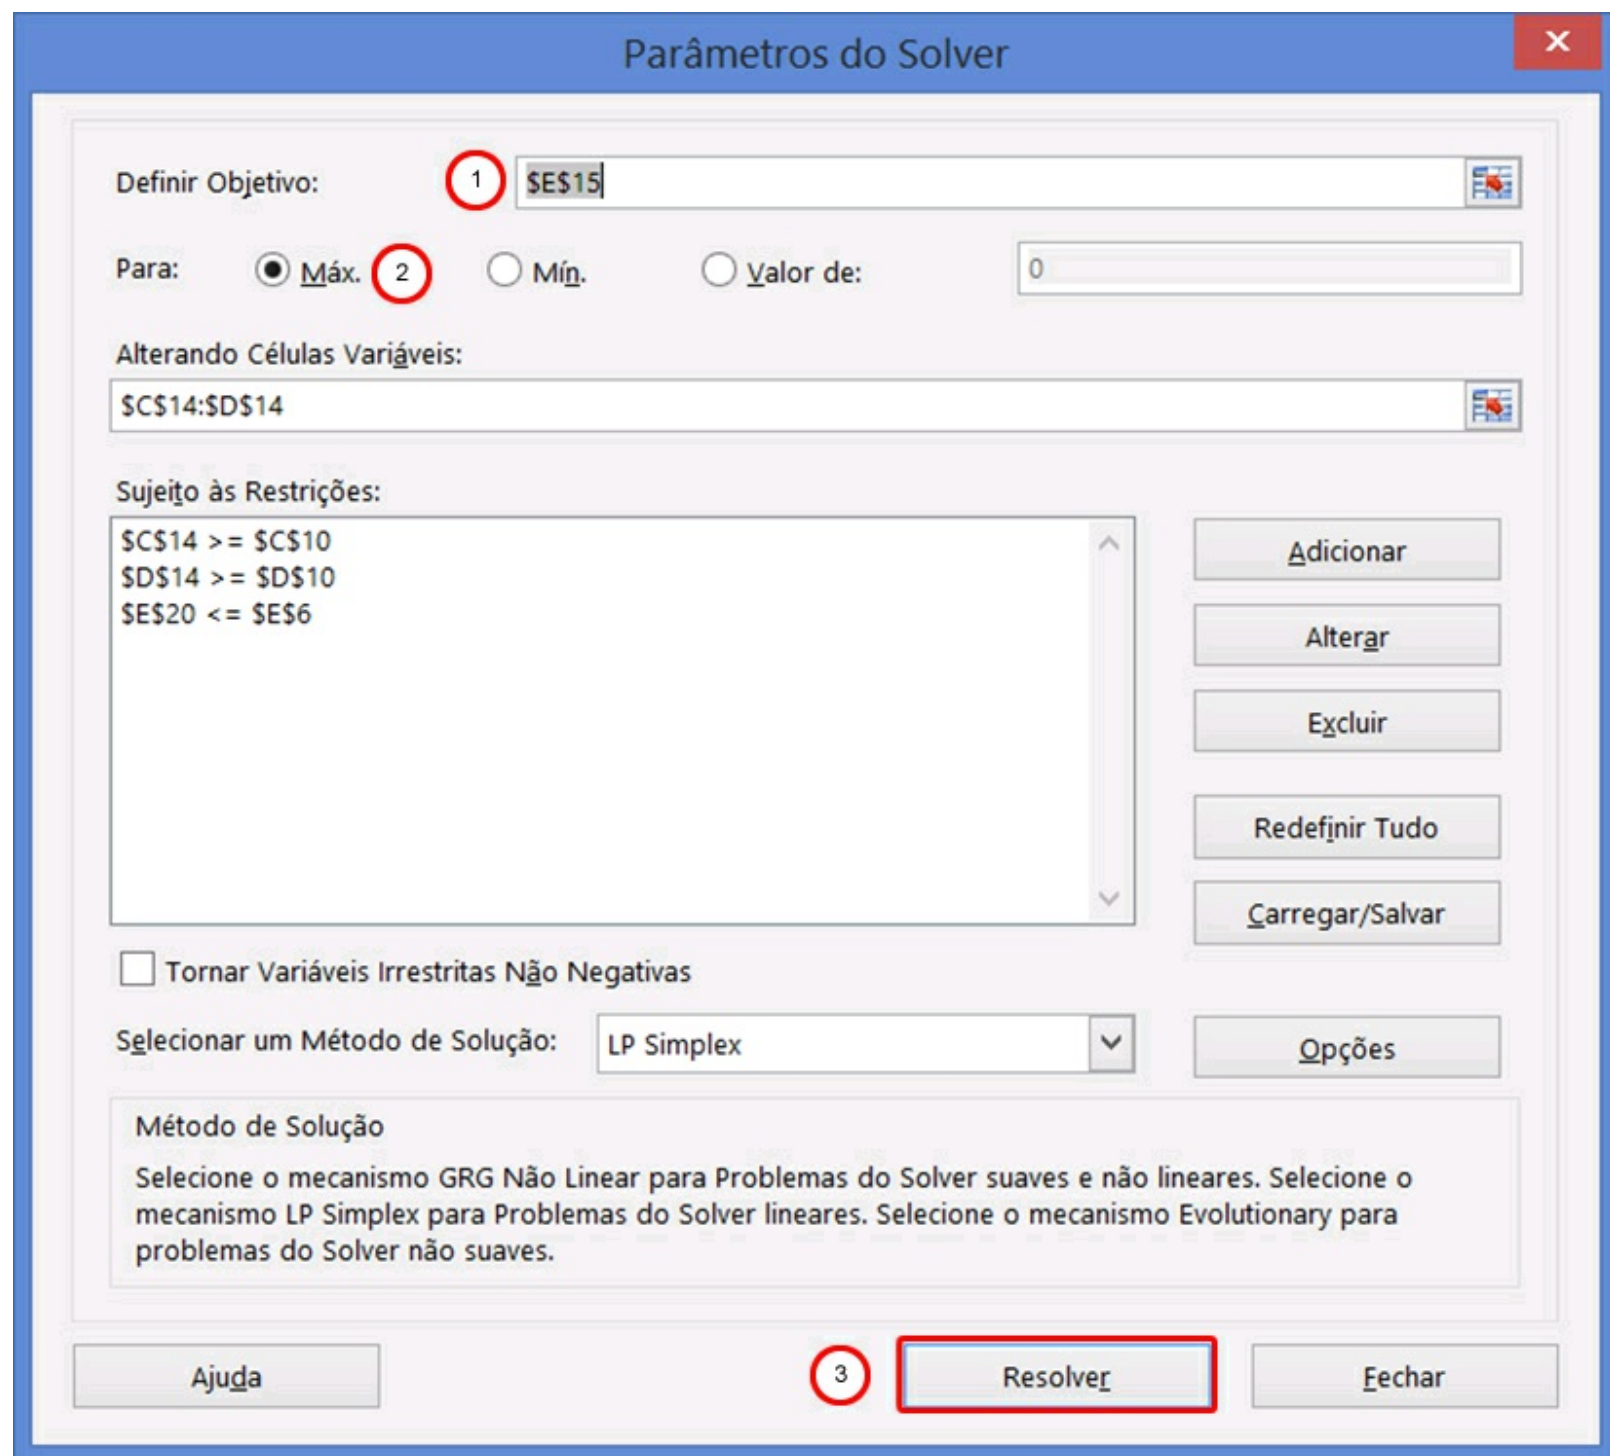 Parâmetros do Solver
Definir Objetivo: 1 $E$15
Para: Máx. 2 Mín. Valor de: 0
Alterando Células Variáveis:
$C$14:$D$14
Sujeito às Restrições:
$C$14 >= $C$10
$D$14 >= $D$10
$E$20 <= $E$6
Adicionar
Alterar
Excluir
Redefinir Tudo
Carregar/Salvar
Tornar Variáveis Irrestritas Não Negativas
Selecionar um Método de Solução: LP Simplex Opções
Método de Solução
Selecione o mecanismo GRG Não Linear para Problemas do Solver suaves e não lineares. Selecione o
mecanismo LP Simplex para Problemas do Solver lineares. Selecione o mecanismo Evolutionary para
problemas do Solver não suaves.
Ajuda 3 Resolver Fechar